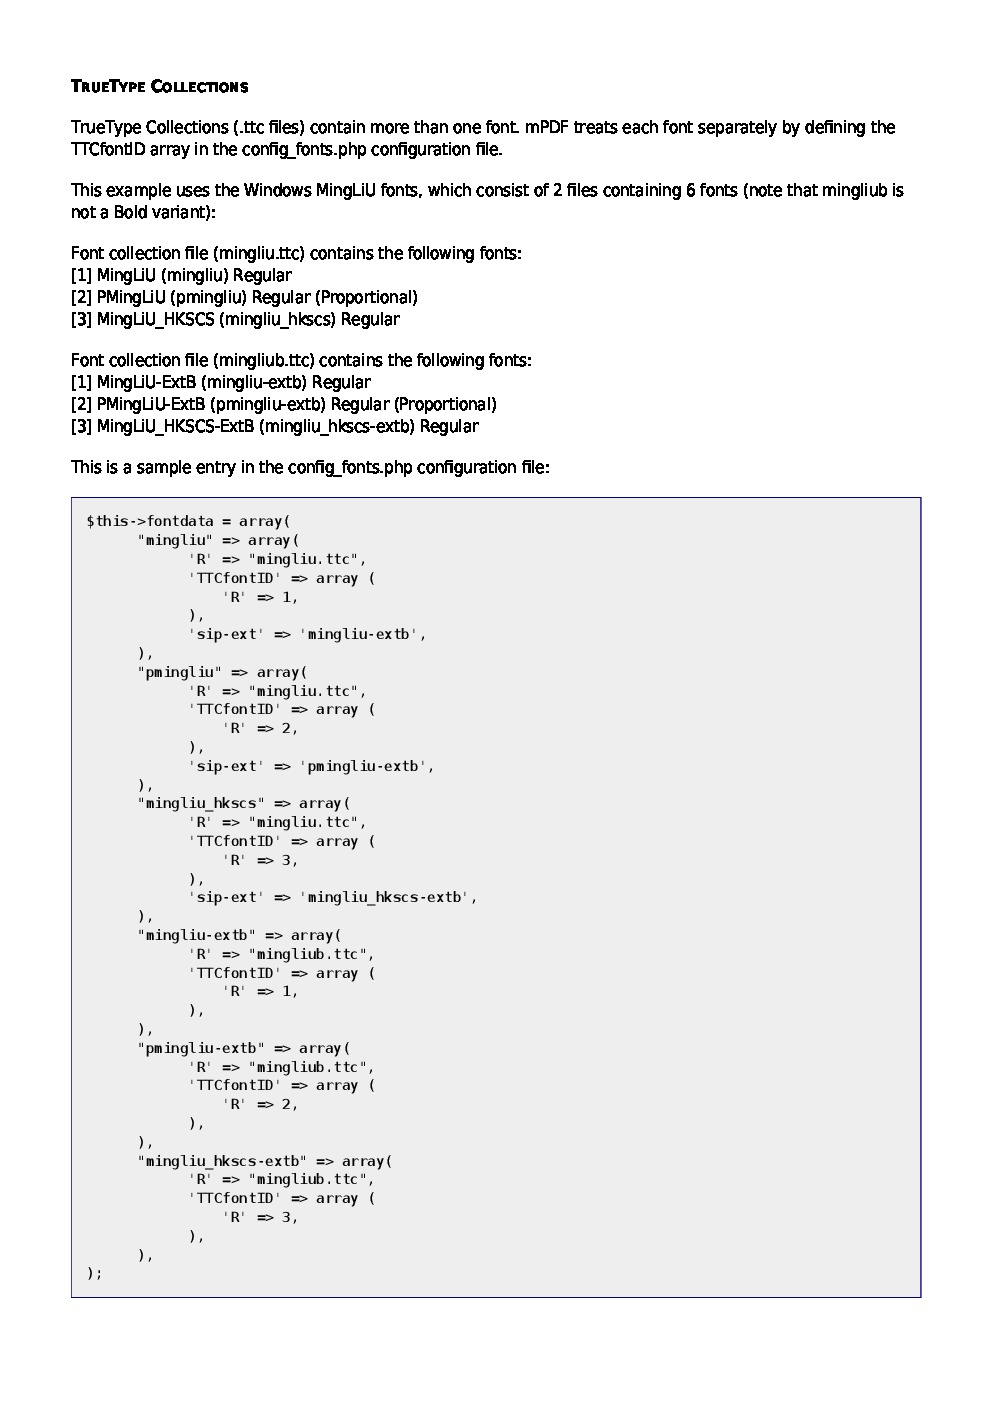 TRUETYPE COLLECTIONS
TrueType Collections (.ttc files) contain more than one font. mPDF treats each font separately by defining the
TTCfontID array in the config_fonts.php configuration file.
This example uses the Windows MingLiU fonts, which consist of 2 files containing 6 fonts (note that mingliub is
not a Bold variant):
Font collection file (mingliu.ttc) contains the following fonts:
[1] MingLiU (mingliu) Regular
[2] PMingLiU (pmingliu) Regular (Proportional)
[3] MingLiU_HKSCS (mingliu_hkscs) Regular
Font collection file (mingliub.ttc) contains the following fonts:
[1] MingLiU-ExtB (mingliu-extb) Regular
[2] PMingLiU-ExtB (pmingliu-extb) Regular (Proportional)
[3] MingLiU_HKSCS-ExtB (mingliu_hkscs-extb) Regular
This is a sample entry in the config_fonts.php configuration file:
$this->fontdata = array(
      "mingliu" => array(
            'R' => "mingliu.ttc",
            'TTCfontID' => array (
                'R' => 1,
            ),
            'sip-ext' => 'mingliu-extb',
      ),
      "pmingliu" => array(
            'R' => "mingliu.ttc",
            'TTCfontID' => array (
                'R' => 2,
            ),
            'sip-ext' => 'pmingliu-extb',
      ),
      "mingliu_hkscs" => array(
            'R' => "mingliu.ttc",
            'TTCfontID' => array (
                'R' => 3,
            ),
            'sip-ext' => 'mingliu_hkscs-extb',
      ),
      "mingliu-extb" => array(
            'R' => "mingliub.ttc",
            'TTCfontID' => array (
                'R' => 1,
            ),
      ),
      "pmingliu-extb" => array(
            'R' => "mingliub.ttc",
            'TTCfontID' => array (
                'R' => 2,
            ),
      ),
      "mingliu_hkscs-extb" => array(
            'R' => "mingliub.ttc",
            'TTCfontID' => array (
                'R' => 3,
            ),
      ),
);